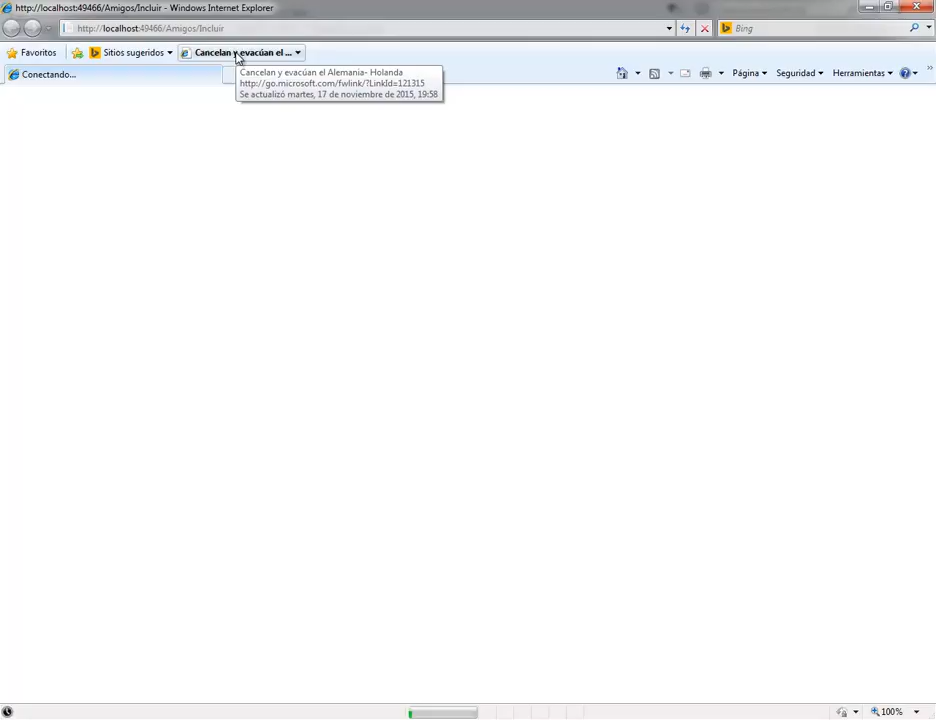 http://localhost:49466/Amigos/Incluir - Windows Internet Explorer
http://localhost:49466/Amigos/Incluir
Bing
Favoritos
Sitios sugeridos
Cancelan y evacúan el ...
Conectando...
Cancelan y evacúan el Alemania- Holanda
http://go.microsoft.com/fwlink/?LinkId=121315
Se actualizó martes, 17 de noviembre de 2015, 19:58
Página
Seguridad
Herramientas
100%